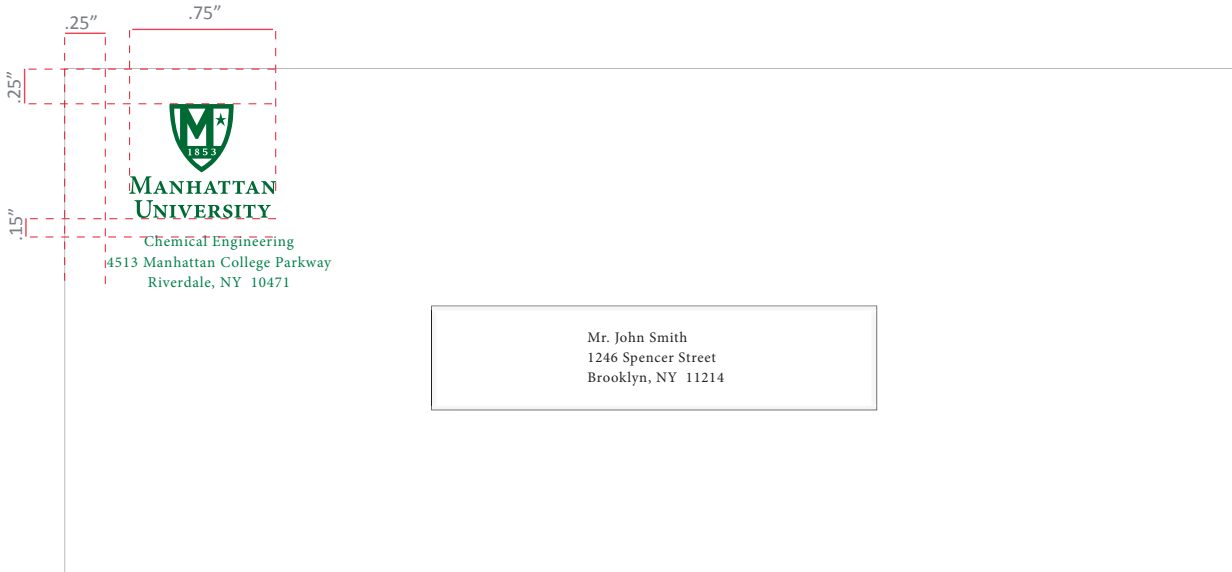 .25”
.75”
.25”
M
1853
MANHATTAN
UNIVERSITY
.15”
Chemical Engineering
4513 Manhattan College Parkway
Riverdale, NY  10471
Mr. John Smith
1246 Spencer Street
Brooklyn, NY  11214